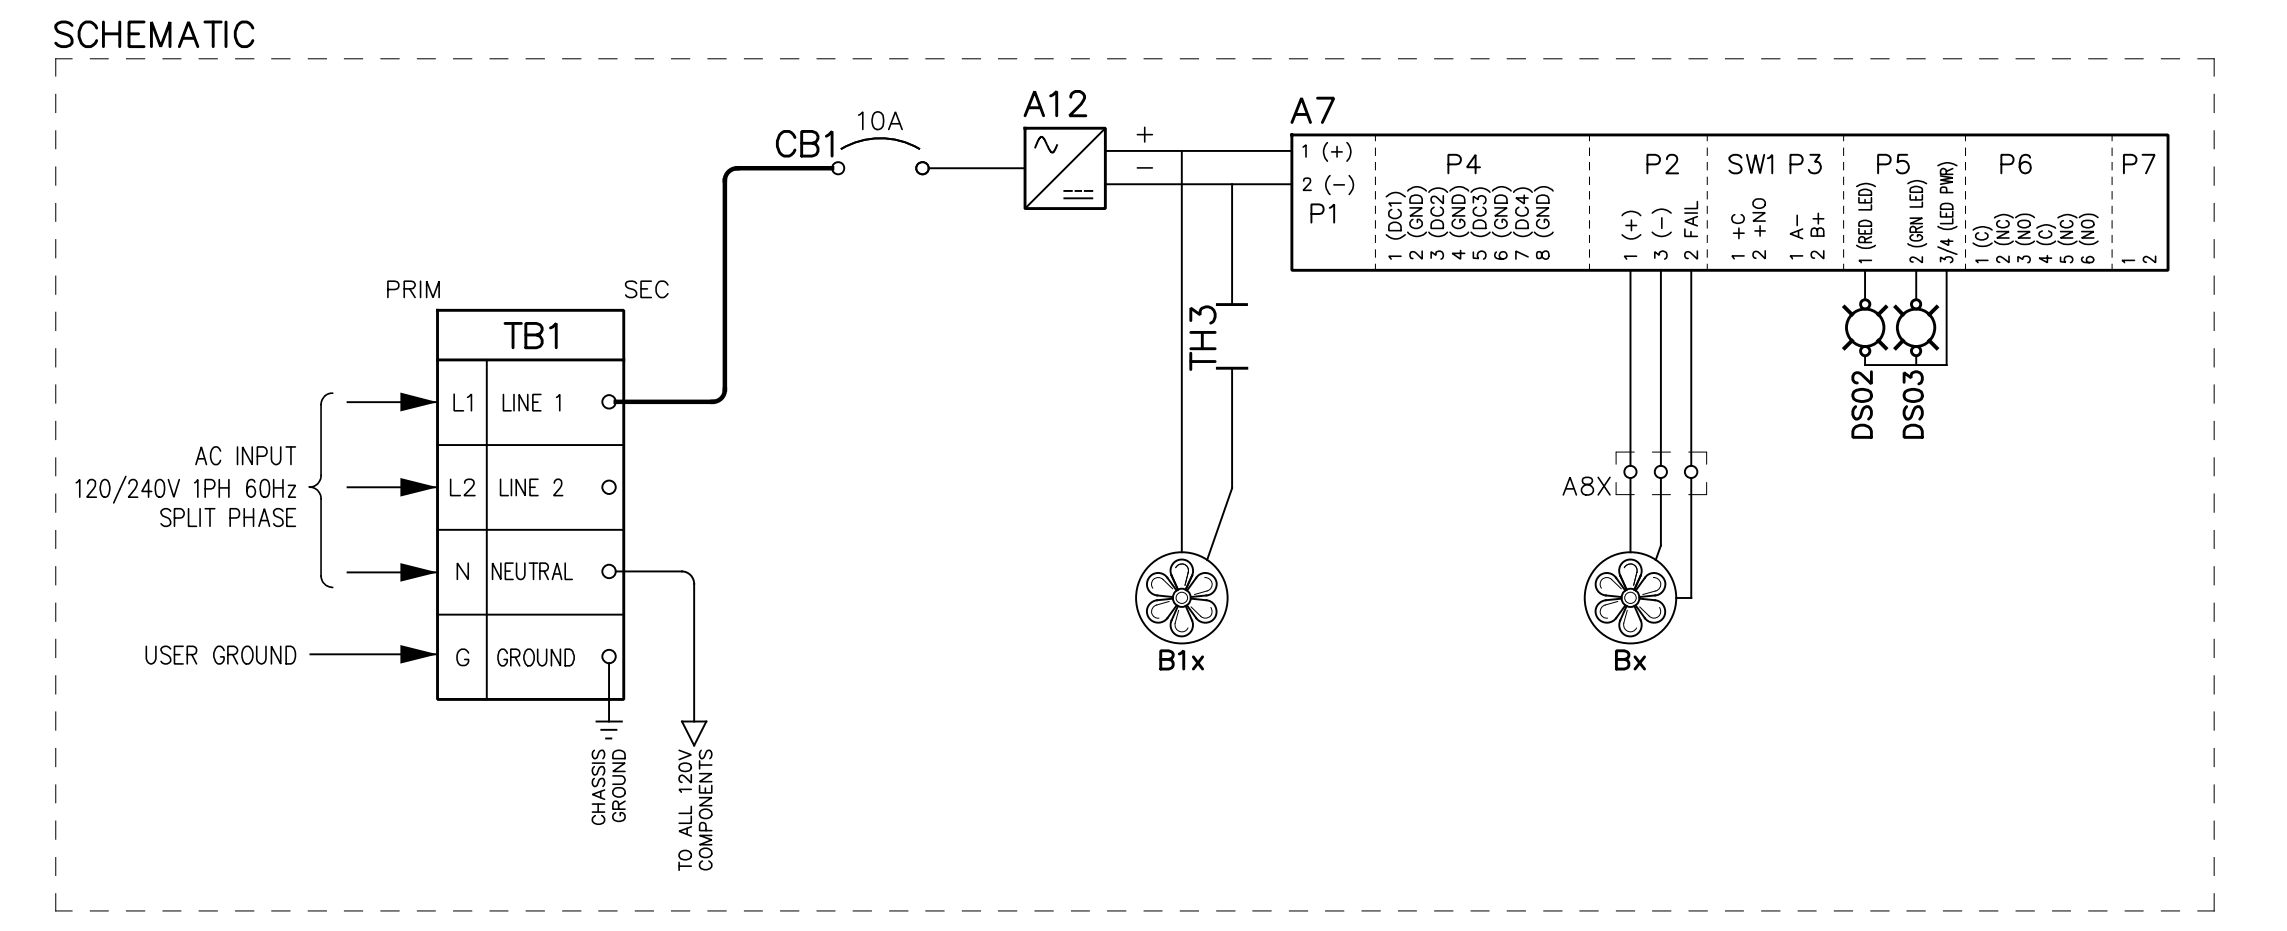 SCHEMATIC
A12
A7
10A
CB1
+
−
1 (+)
2 (−)
P1
P4
1 (DC1)
2 (GND)
3 (DC2)
4 (GND)
5 (DC3)
6 (GND)
7 (DC4)
8 (GND)
P2
1 (+)
3 (−)
2 FAIL
SW1
1 +C
2 +NO
P3
1 A−
2 B+
P5
1 (RED LED)
2 (GRN LED)
3/4 (LED PWR)
P6
1 (C)
2 (NC)
3 (NO)
4 (C)
5 (NC)
6 (NO)
P7
1
2
PRIM
SEC
TB1
L1 LINE 1
L2 LINE 2
N NEUTRAL
G GROUND
AC INPUT
120/240V 1PH 60Hz
SPLIT PHASE
USER GROUND
CHASSIS
GROUND
TO ALL 120V
COMPONENTS
TH3
B1x
A8X
Bx
DS02
DS03